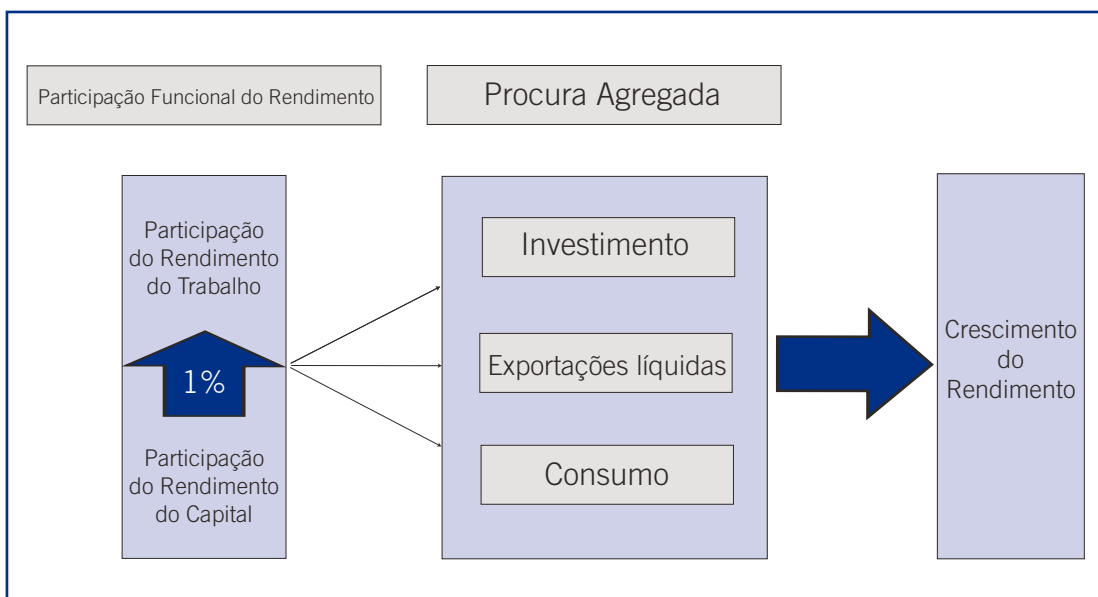 Participação Funcional do Rendimento
Procura Agregada
Participação
do Rendimento
do Trabalho
1%
Participação
do Rendimento
do Capital
Investimento
Exportações líquidas
Consumo
Crescimento
do
Rendimento